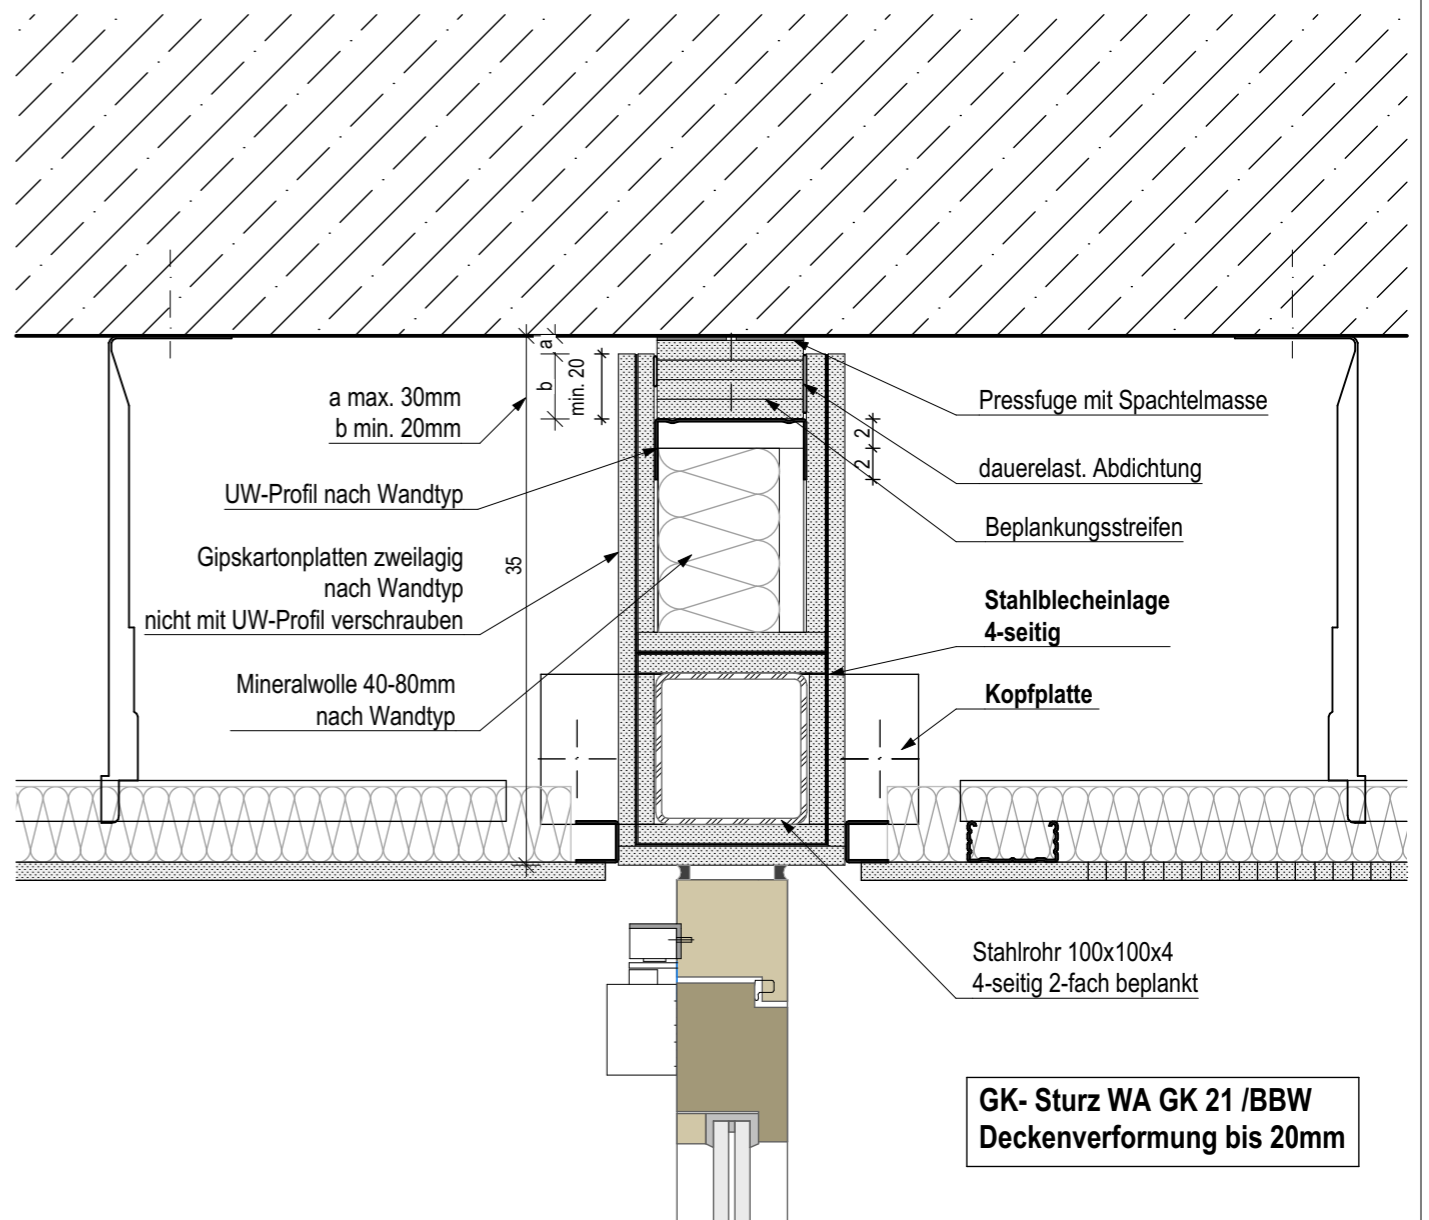 a
b
min. 20
a max. 30mm
b min. 20mm
UW-Profil nach Wandtyp
Gipskartonplatten zweilagig
nach Wandtyp
nicht mit UW-Profil verschrauben
35
Mineralwolle 40-80mm
nach Wandtyp
2
2
Pressfuge mit Spachtelmasse
dauerelast. Abdichtung
Beplankungsstreifen
Stahlblecheinlage
4-seitig
Kopfplatte
Stahlrohr 100x100x4
4-seitig 2-fach beplankt
GK- Sturz WA GK 21 /BBW
Deckenverformung bis 20mm